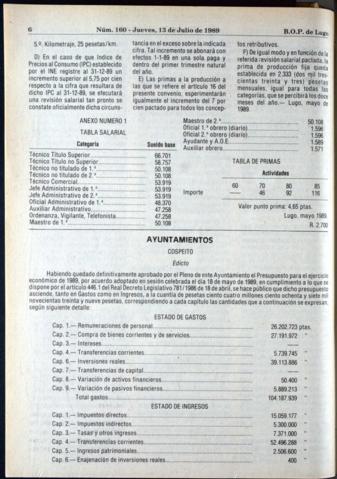 6
Núm. 160 - Jueves, 13 de Julio de 1989
B.O.P. de Lugo
5.º Kilometraje, 25 pesetas/km.
D) En el caso de que Indice de
Precios al Consumo (IPC) establecido
por el INE registre al 31-12-89 un
incremento superior al 5,75 por cien
respecto a la cifra que resultara de
dicho IPC al 31-12-89, se efectuará
una revisión salarial tan pronto se
constate oficialmente dicha circuns-
tancia en exceso sobre la indicada
cifra. Tal incremento se abonará con
efectos 1-1-89 en una sola paga y
dentro del primer trimestre natural
del año.
E) Las primas a la producción a
las que se refiere el artículo 16 del
presente convenio, experimentarán
igualmente el incremento del 7 por
cien pactado para todos los concep-
tos retributivos.
F) De igual modo y en función de la
referida revisión salarial pactada, la
prima de producción fija queda
establecida en 2.333 (dos mil tres-
cientas treinta y tres) pesetas
mensuales, igual para todas las
categorías, que se percibirá los doce
meses del año.— Lugo, mayo de
1989.
ANEXO NUMERO 1
TABLA SALARIAL
Categoría Sueldo base
Técnico Título Superior 66.701
Técnico Título no Superior 58.757
Técnico no titulado de 1.ª 50.108
Técnico no titulado de 2.ª 50.108
Técnico Comercial 53.919
Jefe Administrativo de 1.ª 53.919
Jefe Administrativo de 2.ª 53.919
Oficial Administrativo de 1.ª 48.370
Auxiliar Administrativo 47.258
Ordenanza, Vigilante, Telefonista 47.258
Maestro de 1.ª 50.108
Maestro de 2.ª 50.108
Oficial 1.ª obrero (diario) 1.596
Oficial 2.ª obrero (diario) 1.596
Ayudante y A.O.E. 1.589
Auxiliar obrero 1.571
TABLA DE PRIMAS
Actividades
60 70 80 85
Importe — 46 92 116
Valor punto prima: 4,65 ptas.
Lugo, mayo 1989
R. 2.700
AYUNTAMIENTOS
COSPEITO
Edicto
Habiendo quedado definitivamente aprobado por el Pleno de este Ayuntamiento el Presupuesto para el ejercicio
económico de 1989, por acuerdo adoptado en sesión celebrada el día 18 de mayo de 1989, en cumplimiento a lo que se
dispone por el artículo 446.1 del Real Decreto Legislativo 781/1986 de 18 de abril, se hace público que dicho presupuesto
asciende, tanto en Gastos como en Ingresos, a la cuantía de pesetas ciento cuatro millones ciento ochenta y siete mil
novecientas treinta y nueve pesetas, correspondiendo a cada capítulo las cantidades que a continuación se expresan,
según siguiente detalle:
ESTADO DE GASTOS
Cap. 1.— Remuneraciones de personal 26.202.723 ptas.
Cap. 2.— Compra de bienes corrientes y de servicios 27.191.972 "
Cap. 3.— Intereses —
Cap. 4.— Transferencias corrientes 5.739.745 "
Cap. 6.— Inversiones reales 39.113.886 "
Cap. 7.— Transferencias de capital —
Cap. 8.— Variación de activos financieros 50.400 "
Cap. 9.— Variación de pasivos financieros 5.889.213 "
Total gastos 104.187.939 "
ESTADO DE INGRESOS
Cap. 1.— Impuestos directos 15.059.177 "
Cap. 2.— Impuestos indirectos 5.300.000 "
Cap. 3.— Tasas y otros ingresos 7.371.000 "
Cap. 4.— Transferencias corrientes 52.496.288 "
Cap. 5.— Ingresos patrimoniales 2.506.600 "
Cap. 6.— Enajenación de inversiones reales 400 "